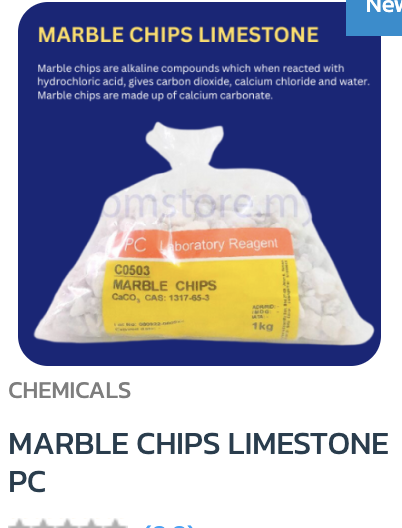 New
MARBLE CHIPS LIMESTONE
Marble chips are alkaline compounds which when reacted with
hydrochloric acid, gives carbon dioxide, calcium chloride and water.
Marble chips are made up of calcium carbonate.
omstore.my
PC Laboratory Reagent
C0503
MARBLE CHIPS
CaCO₃ CAS: 1317-65-3
1kg
CHEMICALS
MARBLE CHIPS LIMESTONE
PC